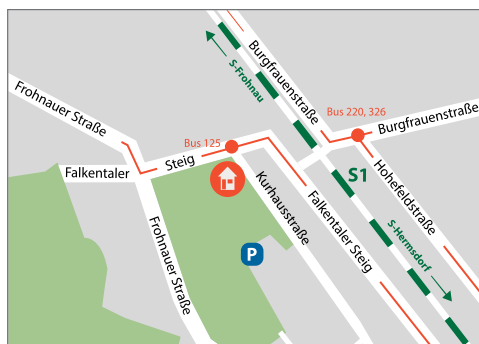 S-Frohnau
Burgfrauenstraße
Frohnauer Straße
Bus 220, 326
Burgfrauenstraße
Bus 125
Steig
Falkentaler
S1
Hohefeldstraße
Kurhausstraße
Falkentaler Steig
Frohnauer Straße
S-Hermsdorf
P